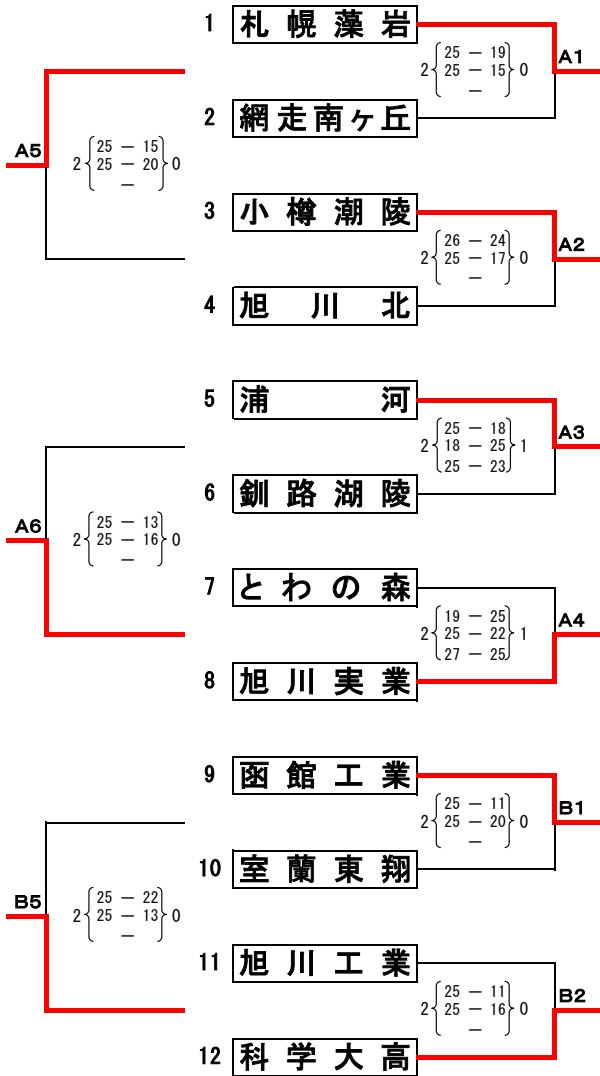 1 札幌藻岩
2 25 － 19 0
25 － 15
－
A1
2 網走南ヶ丘
A5
2 25 － 15 0
25 － 20
－
3 小樽潮陵
2 26 － 24 0
25 － 17
－
A2
4 旭川北
5 浦河
2 25 － 18 1
18 － 25
25 － 23
A3
6 釧路湖陵
A6
2 25 － 13 0
25 － 16
－
7 とわの森
2 19 － 25 1
25 － 22
27 － 25
A4
8 旭川実業
9 函館工業
2 25 － 11 0
25 － 20
－
B1
10 室蘭東翔
B5
2 25 － 22 0
25 － 13
－
11 旭川工業
2 25 － 11 0
25 － 16
－
B2
12 科学大高